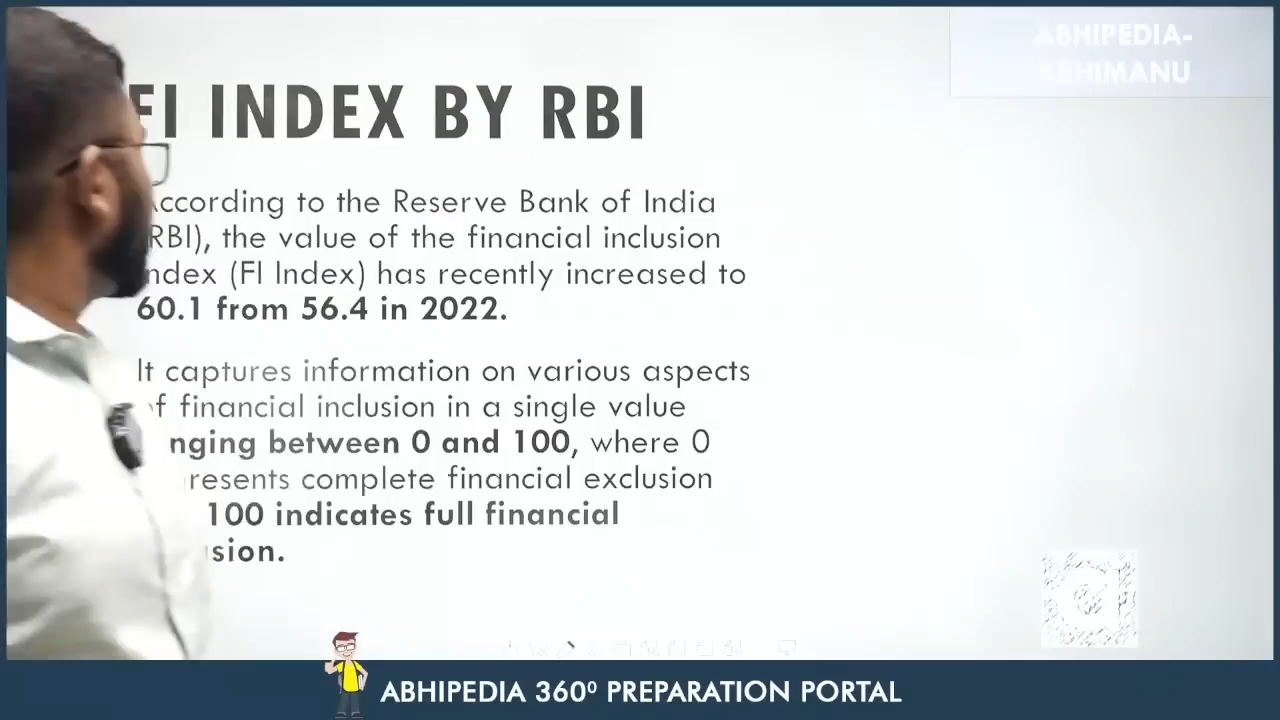 ABHIPEDIA-
ABHIMANU
FI INDEX BY RBI
According to the Reserve Bank of India
RBI), the value of the financial inclusion
ndex (FI Index) has recently increased to
60.1 from 56.4 in 2022.
It captures information on various aspects
of financial inclusion in a single value
nging between 0 and 100, where 0
resents complete financial exclusion
100 indicates full financial
sion.
ABHIPEDIA 360⁰ PREPARATION PORTAL